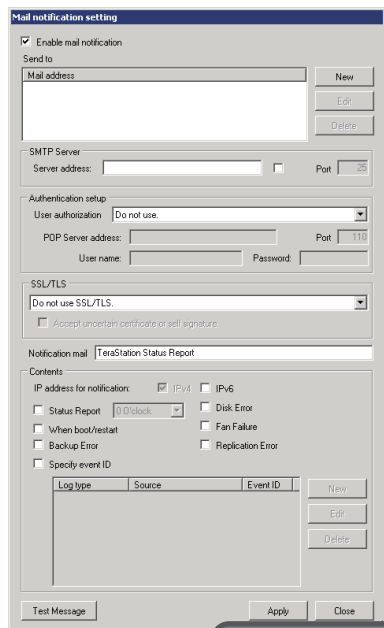 Mail notification setting
Enable mail notification
Send to
Mail address
New
Edit
Delete
SMTP Server
Server address:
Port 25
Authentication setup
User authorization Do not use.
POP Server address:
Port 110
User name:
Password:
SSL/TLS
Do not use SSL/TLS.
Accept uncertain certificate or self signature.
Notification mail TeraStation Status Report
Contents
IP address for notification: IPv4 IPv6
Status Report 0 O'clock Disk Error
When boot/restart Fan Failure
Backup Error Replication Error
Specify event ID
Log type Source Event ID
New
Edit
Delete
Test Message Apply Close